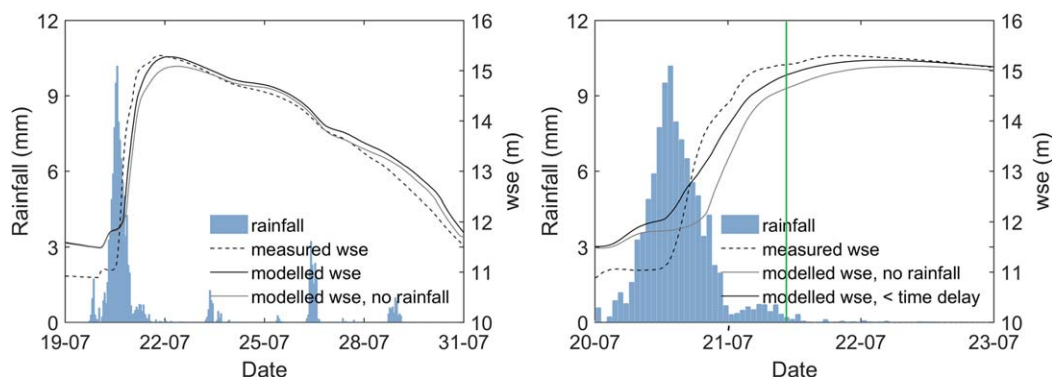 12
9
6
3
0
Rainfall (mm)
16
15
14
13
12
11
10
wse (m)
rainfall
measured wse
modelled wse
modelled wse, no rainfall
19-07
22-07
25-07
28-07
31-07
Date
12
9
6
3
0
Rainfall (mm)
16
15
14
13
12
11
10
wse (m)
rainfall
measured wse
modelled wse, no rainfall
modelled wse, < time delay
20-07
21-07
22-07
23-07
Date